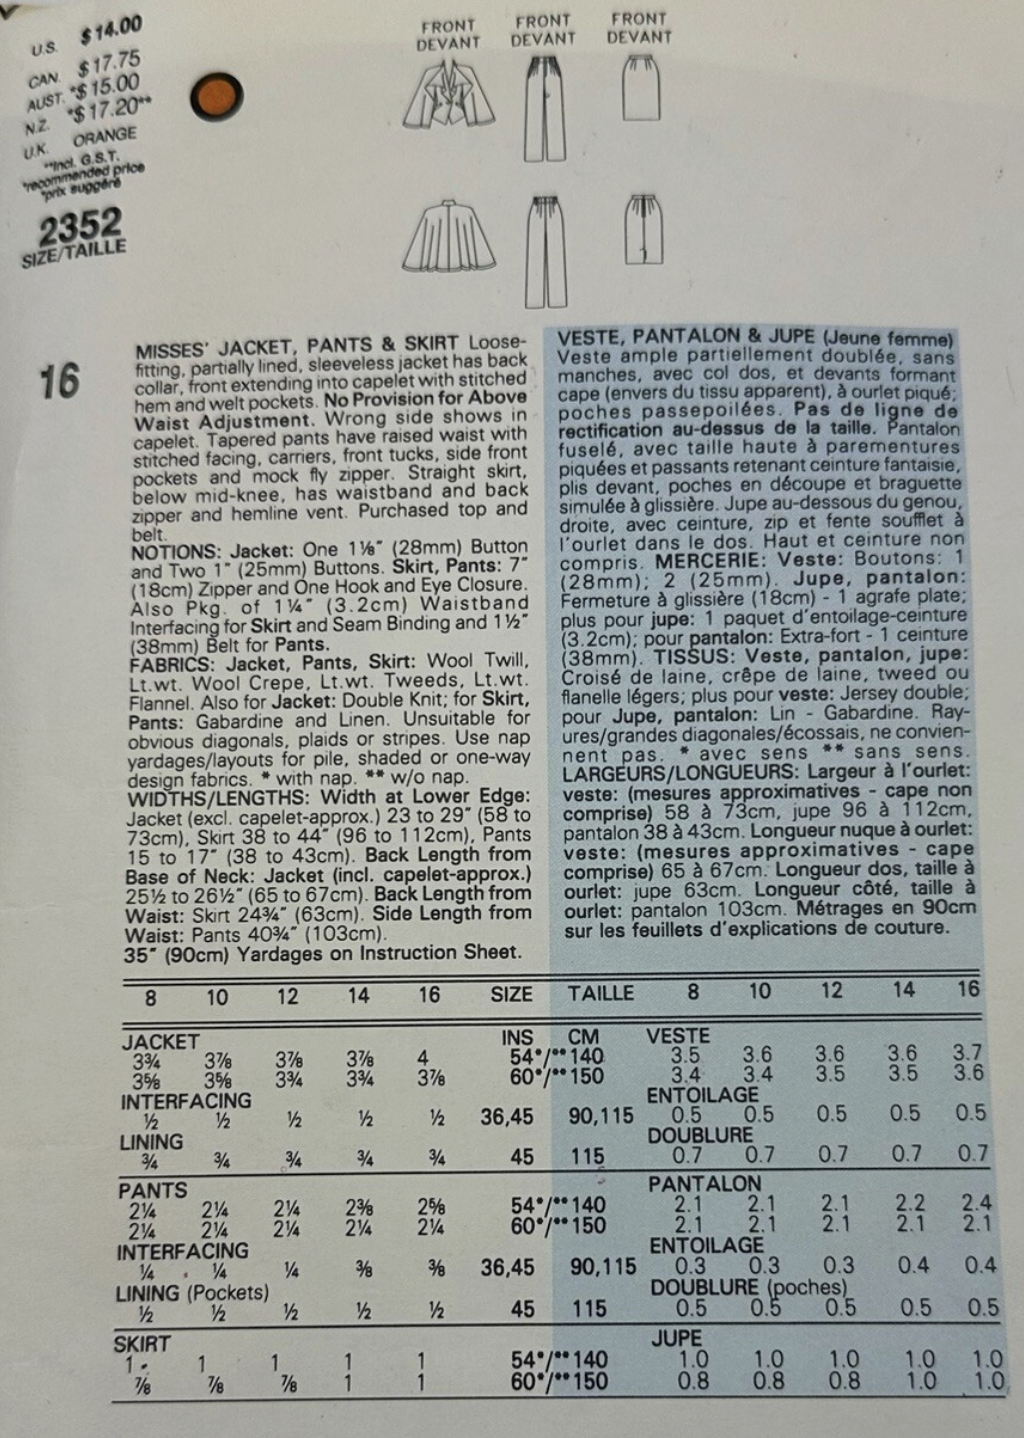 U.S. $14.00
CAN. $17.75
AUST. *$15.00
N.Z. *$17.20**
U.K. ORANGE
**Incl. G.S.T.
*recommended price
*prix suggéré
2352
SIZE/TAILLE
FRONT FRONT FRONT
DEVANT DEVANT DEVANT
16
MISSES' JACKET, PANTS & SKIRT Loose-
fitting, partially lined, sleeveless jacket has back
collar, front extending into capelet with stitched
hem and welt pockets. No Provision for Above
Waist Adjustment. Wrong side shows in
capelet. Tapered pants have raised waist with
stitched facing, carriers, front tucks, side front
pockets and mock fly zipper. Straight skirt,
below mid-knee, has waistband and back
zipper and hemline vent. Purchased top and
belt.
NOTIONS: Jacket: One 1⅛" (28mm) Button
and Two 1" (25mm) Buttons. Skirt, Pants: 7"
(18cm) Zipper and One Hook and Eye Closure.
Also Pkg. of 1¼" (3.2cm) Waistband
Interfacing for Skirt and Seam Binding and 1½"
(38mm) Belt for Pants.
FABRICS: Jacket, Pants, Skirt: Wool Twill,
Lt.wt. Wool Crepe, Lt.wt. Tweeds, Lt.wt.
Flannel. Also for Jacket: Double Knit; for Skirt,
Pants: Gabardine and Linen. Unsuitable for
obvious diagonals, plaids or stripes. Use nap
yardages/layouts for pile, shaded or one-way
design fabrics. * with nap. ** w/o nap.
WIDTHS/LENGTHS: Width at Lower Edge:
Jacket (excl. capelet-approx.) 23 to 29" (58 to
73cm), Skirt 38 to 44" (96 to 112cm), Pants
15 to 17" (38 to 43cm). Back Length from
Base of Neck: Jacket (incl. capelet-approx.)
25½ to 26½" (65 to 67cm). Back Length from
Waist: Skirt 24¾" (63cm). Side Length from
Waist: Pants 40¾" (103cm).
35" (90cm) Yardages on Instruction Sheet.
VESTE, PANTALON & JUPE (Jeune femme)
Veste ample partiellement doublée, sans
manches, avec col dos, et devants formant
cape (envers du tissu apparent), à ourlet piqué;
poches passepoilées. Pas de ligne de
rectification au-dessus de la taille. Pantalon
fuselé, avec taille haute à parementures
piquées et passants retenant ceinture fantaisie,
plis devant, poches en découpe et braguette
simulée à glissière. Jupe au-dessous du genou,
droite, avec ceinture, zip et fente soufflet à
l'ourlet dans le dos. Haut et ceinture non
compris. MERCERIE: Veste: Boutons: 1
(28mm); 2 (25mm). Jupe, pantalon:
Fermeture à glissière (18cm) - 1 agrafe plate;
plus pour jupe: 1 paquet d'entoilage-ceinture
(3.2cm); pour pantalon: Extra-fort - 1 ceinture
(38mm). TISSUS: Veste, pantalon, jupe:
Croisé de laine, crêpe de laine, tweed ou
flanelle légers; plus pour veste: Jersey double;
pour Jupe, pantalon: Lin - Gabardine. Ray-
ures/grandes diagonales/écossais, ne convien-
nent pas. * avec sens ** sans sens.
LARGEURS/LONGUEURS: Largeur à l'ourlet:
veste: (mesures approximatives - cape non
comprise) 58 à 73cm, jupe 96 à 112cm,
pantalon 38 à 43cm. Longueur nuque à ourlet:
veste: (mesures approximatives - cape
comprise) 65 à 67cm. Longueur dos, taille à
ourlet: jupe 63cm. Longueur côté, taille à
ourlet: pantalon 103cm. Métrages en 90cm
sur les feuillets d'explications de couture.
8 10 12 14 16 SIZE TAILLE 8 10 12 14 16
JACKET INS CM VESTE
3¾ 3⅞ 3⅞ 3⅞ 4 54*/** 140 3.5 3.6 3.6 3.6 3.7
3⅝ 3⅝ 3¾ 3¾ 3⅞ 60*/** 150 3.4 3.4 3.5 3.5 3.6
INTERFACING ENTOILAGE
½ ½ ½ ½ ½ 36,45 90,115 0.5 0.5 0.5 0.5 0.5
LINING DOUBLURE
¾ ¾ ¾ ¾ ¾ 45 115 0.7 0.7 0.7 0.7 0.7
PANTS PANTALON
2¼ 2¼ 2¼ 2⅜ 2⅝ 54*/** 140 2.1 2.1 2.1 2.2 2.4
2¼ 2¼ 2¼ 2¼ 2¼ 60*/** 150 2.1 2.1 2.1 2.1 2.1
INTERFACING ENTOILAGE
¼ ¼ ¼ ⅜ ⅜ 36,45 90,115 0.3 0.3 0.3 0.4 0.4
LINING (Pockets) DOUBLURE (poches)
½ ½ ½ ½ ½ 45 115 0.5 0.5 0.5 0.5 0.5
SKIRT JUPE
1 1 1 1 1 54*/** 140 1.0 1.0 1.0 1.0 1.0
⅞ ⅞ ⅞ 1 1 60*/** 150 0.8 0.8 0.8 1.0 1.0